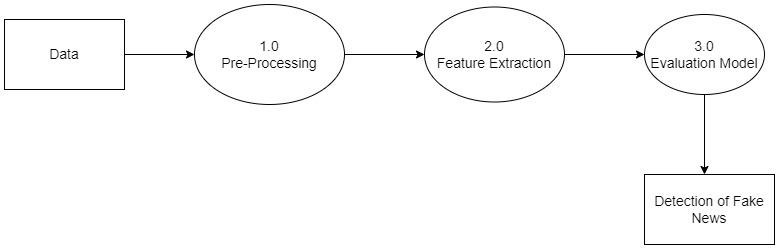 Data
1.0
Pre-Processing
2.0
Feature Extraction
3.0
Evaluation Model
Detection of Fake
News